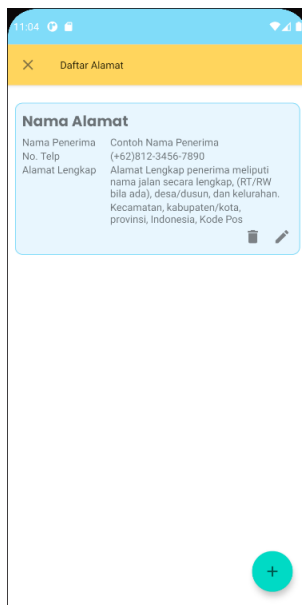 11:04
Daftar Alamat
Nama Alamat
Nama Penerima Contoh Nama Penerima
No. Telp (+62)812-3456-7890
Alamat Lengkap Alamat Lengkap penerima meliputi
nama jalan secara lengkap, (RT/RW
bila ada), desa/dusun, dan kelurahan.
Kecamatan, kabupaten/kota,
provinsi, Indonesia, Kode Pos